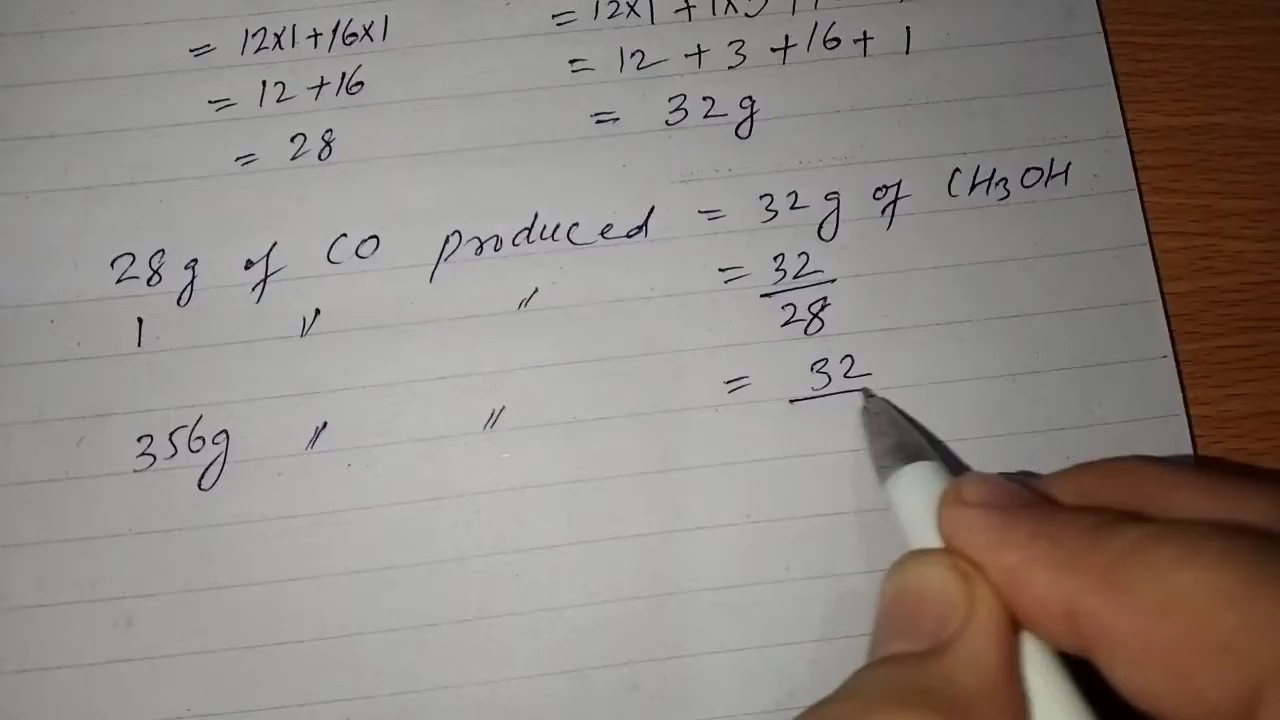 = 12x1+16x1
= 12 +16
= 28
= 12x1 +
= 12 + 3 + 16 + 1
= 32g
28g of CO produced = 32g of CH3OH
1 〃 〃 = 32
28
356g 〃 〃 = 32